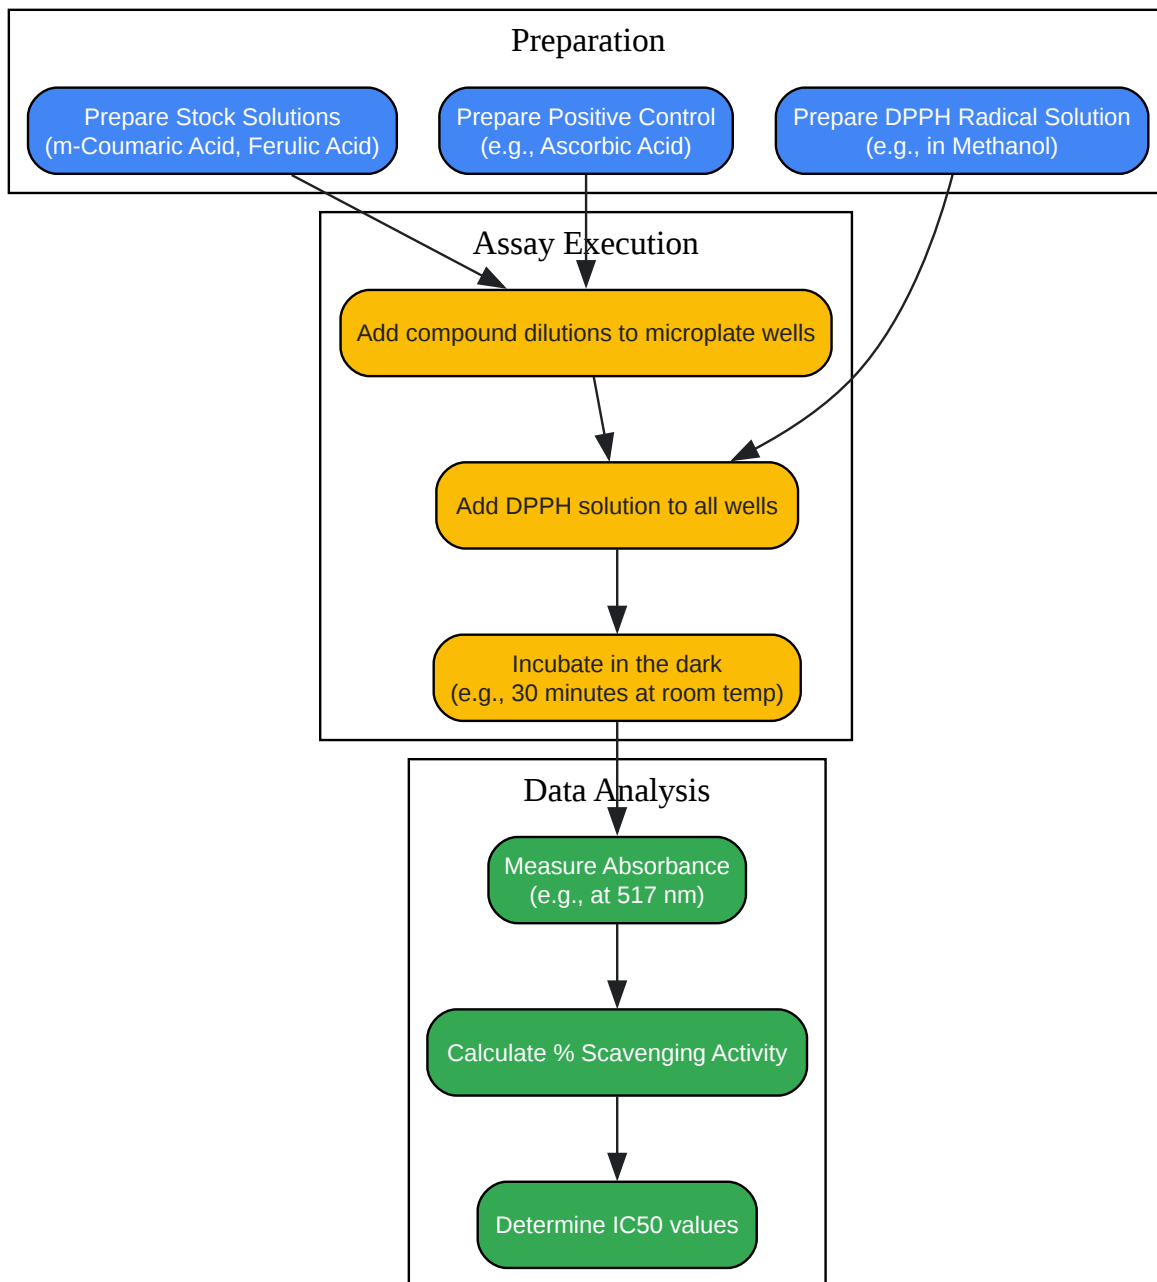 Preparation
Prepare Stock Solutions
(m-Coumaric Acid, Ferulic Acid)
Prepare Positive Control
(e.g., Ascorbic Acid)
Prepare DPPH Radical Solution
(e.g., in Methanol)
Assay Execution
Add compound dilutions to microplate wells
Add DPPH solution to all wells
Incubate in the dark
(e.g., 30 minutes at room temp)
Data Analysis
Measure Absorbance
(e.g., at 517 nm)
Calculate % Scavenging Activity
Determine IC50 values